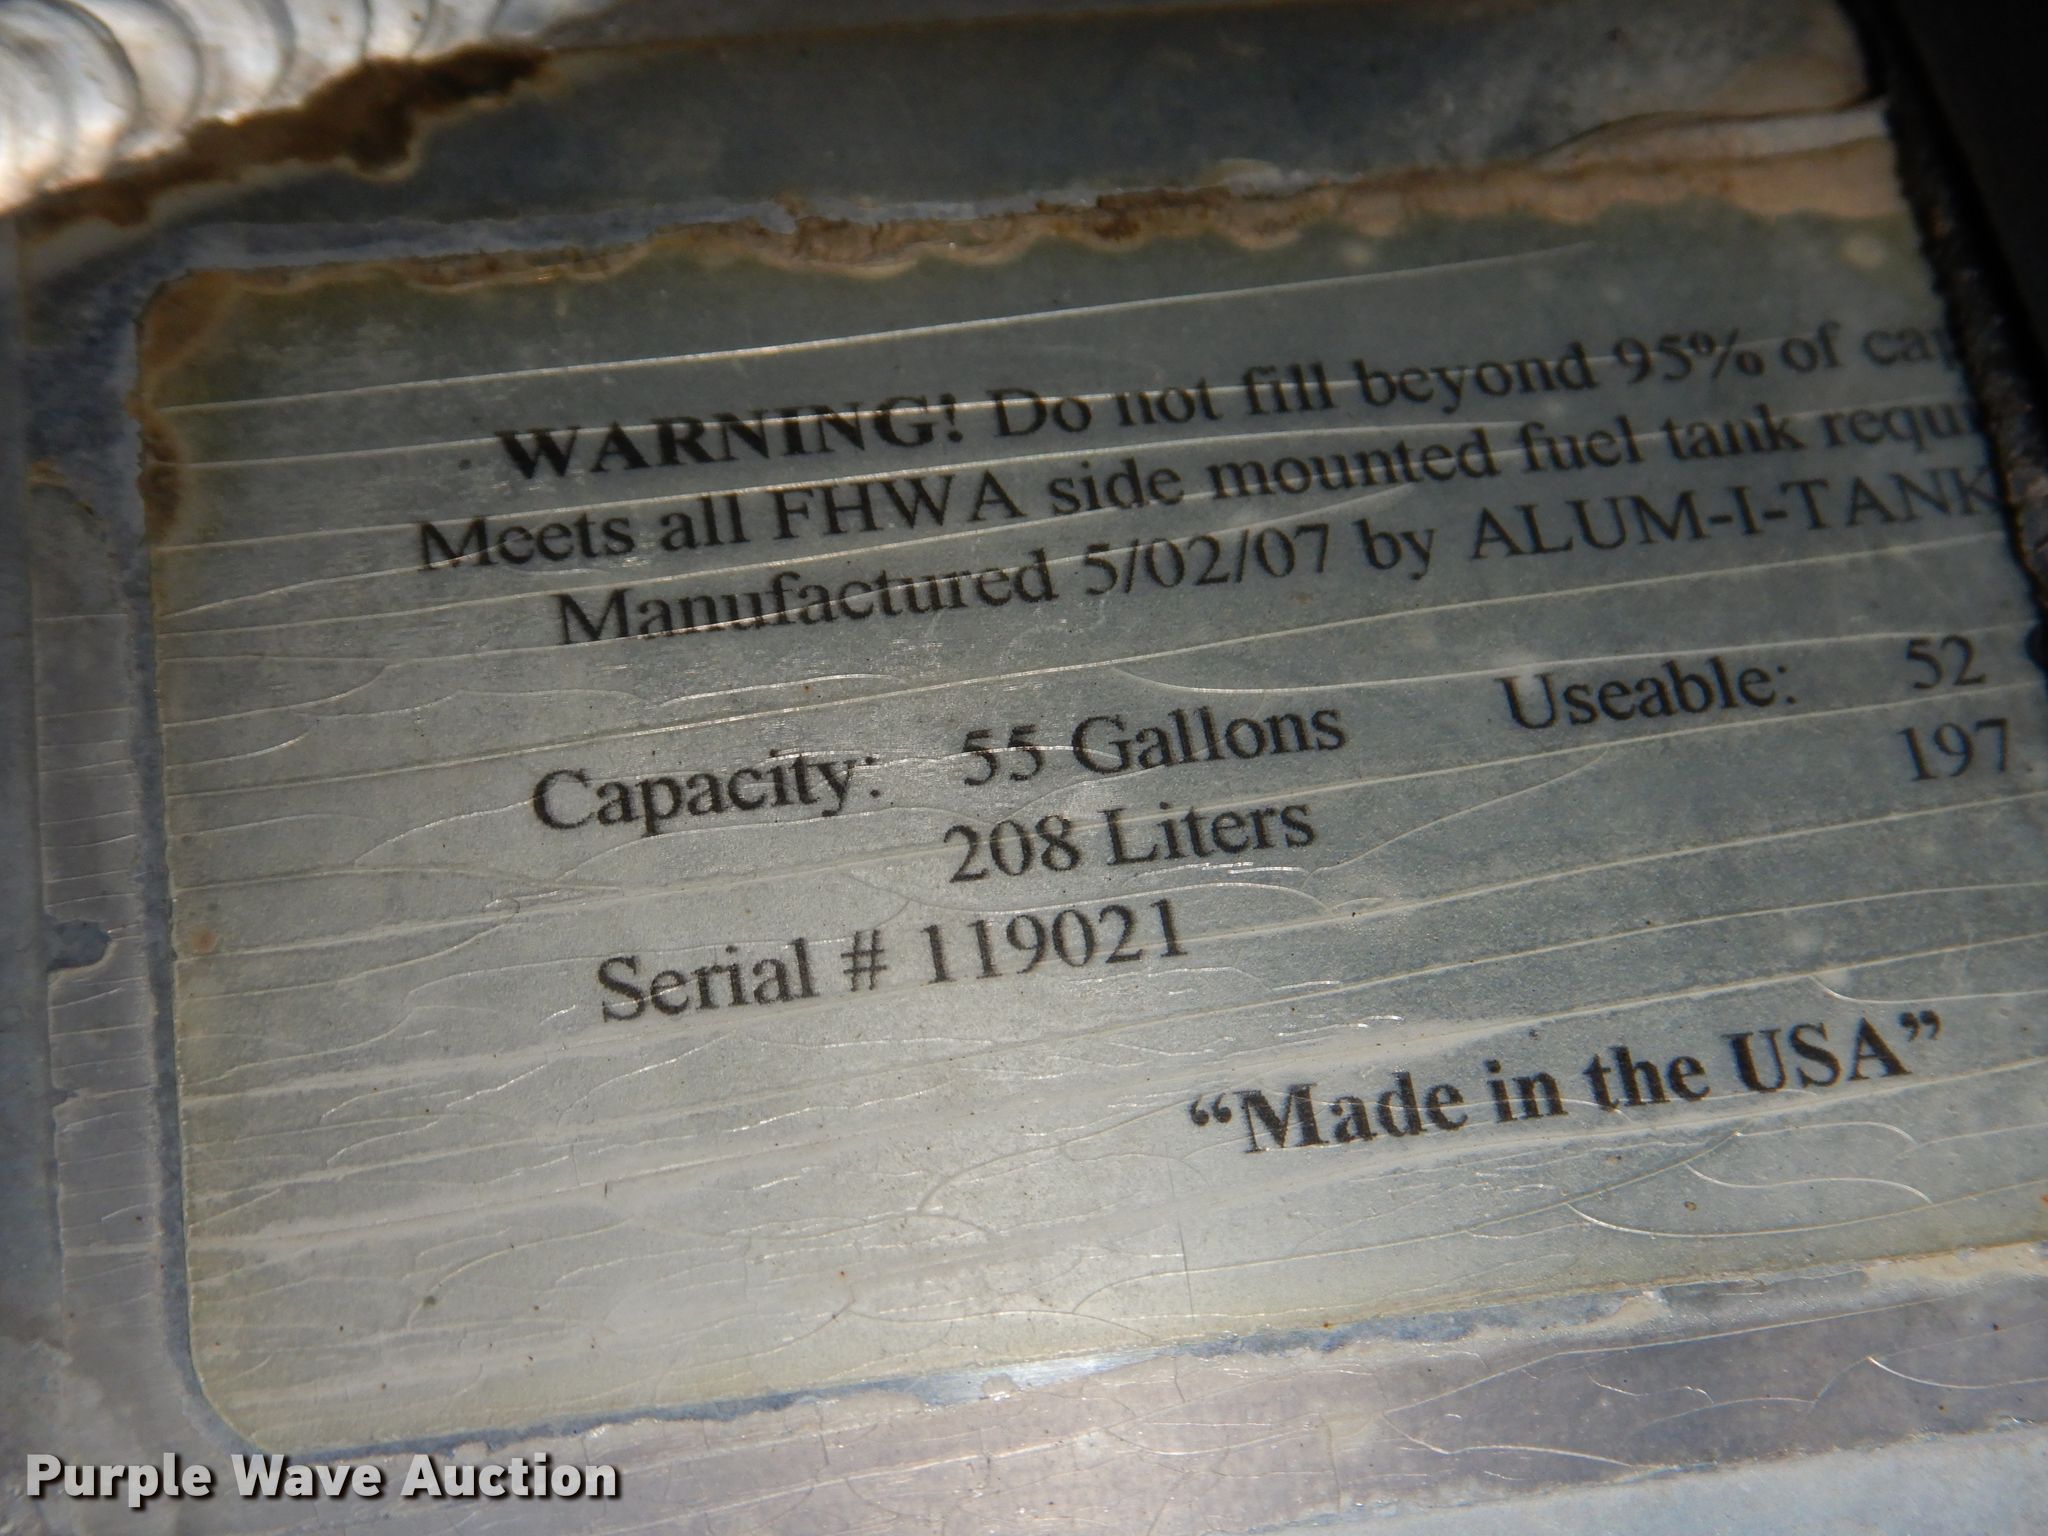 WARNING! Do not fill beyond 95% of cap
Meets all FHWA side mounted fuel tank requi
Manufactured 5/02/07 by ALUM-I-TANK
Capacity: 55 Gallons Useable: 52
208 Liters 197
Serial # 119021
“Made in the USA”
Purple Wave Auction